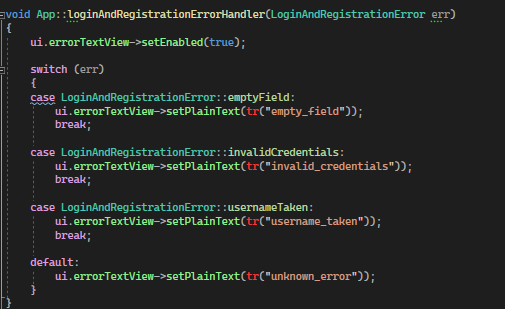 void App::loginAndRegistrationErrorHandler(LoginAndRegistrationError err)
{
    ui.errorTextView->setEnabled(true);
    switch (err)
    {
    case LoginAndRegistrationError::emptyField:
        ui.errorTextView->setPlainText(tr("empty_field"));
        break;
    case LoginAndRegistrationError::invalidCredentials:
        ui.errorTextView->setPlainText(tr("invalid_credentials"));
        break;
    case LoginAndRegistrationError::usernameTaken:
        ui.errorTextView->setPlainText(tr("username_taken"));
        break;
    default:
        ui.errorTextView->setPlainText(tr("unknown_error"));
    }
}